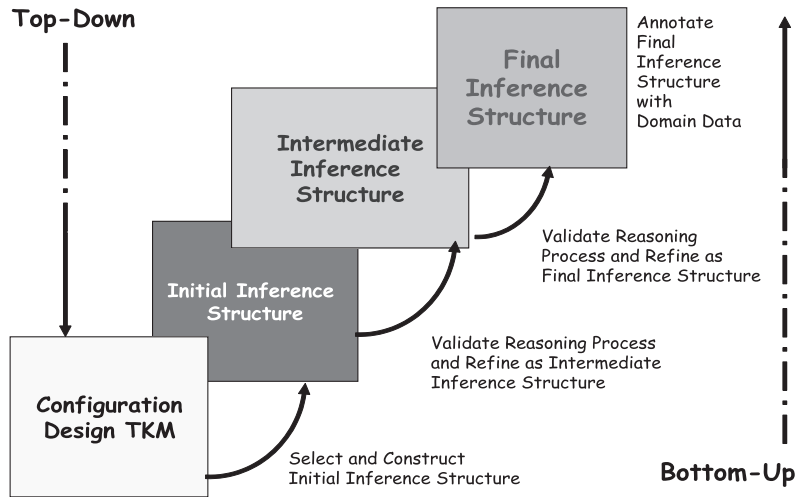 Top-Down
Annotate
Final
Inference
Structure
with
Domain Data
Final
Inference
Structure
Intermediate
Inference
Structure
Validate Reasoning
Process and Refine as
Final Inference Structure
Initial Inference
Structure
Validate Reasoning Process
and Refine as Intermediate
Inference Structure
Configuration
Design TKM
Select and Construct
Initial Inference Structure
Bottom-Up